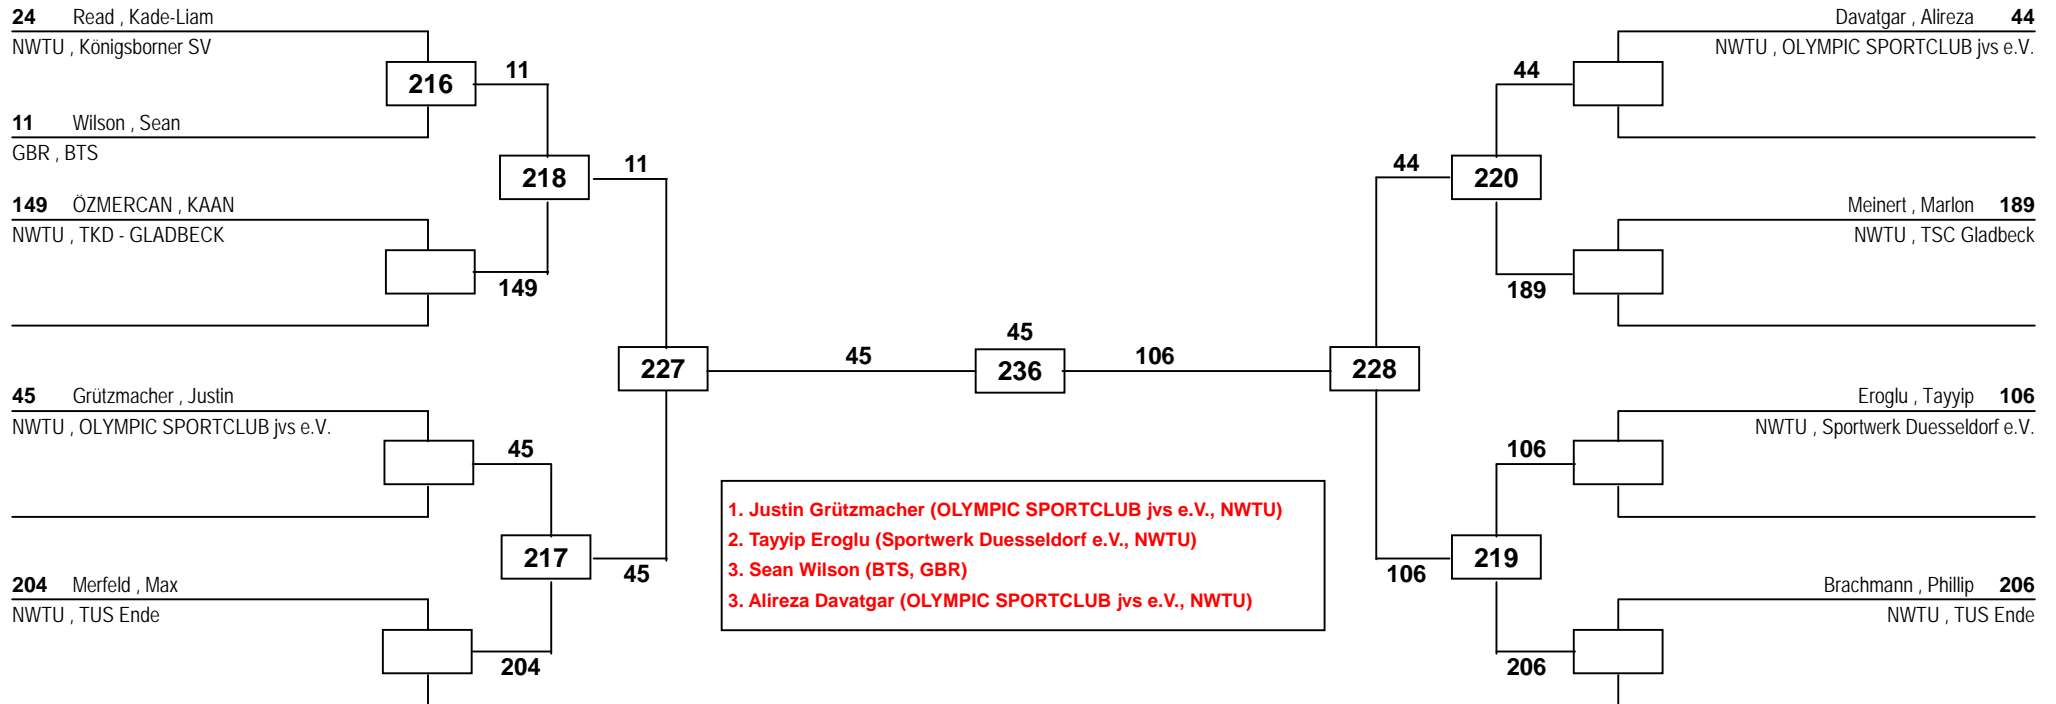 24 Read , Kade-Liam
NWTU , Königsborner SV
216
11
11 Wilson , Sean
GBR , BTS
218
11
149 ÖZMERCAN , KAAN
NWTU , TKD - GLADBECK
149
227
45
45 Grützmacher , Justin
NWTU , OLYMPIC SPORTCLUB jvs e.V.
45
217
45
204 Merfeld , Max
NWTU , TUS Ende
204
45
236
106
1. Justin Grützmacher (OLYMPIC SPORTCLUB jvs e.V., NWTU)
2. Tayyip Eroglu (Sportwerk Duesseldorf e.V., NWTU)
3. Sean Wilson (BTS, GBR)
3. Alireza Davatgar (OLYMPIC SPORTCLUB jvs e.V., NWTU)
Davatgar , Alireza 44
NWTU , OLYMPIC SPORTCLUB jvs e.V.
44
44
220
Meinert , Marlon 189
NWTU , TSC Gladbeck
189
228
Eroglu , Tayyip 106
NWTU , Sportwerk Duesseldorf e.V.
106
219
106
Brachmann , Phillip 206
NWTU , TUS Ende
206